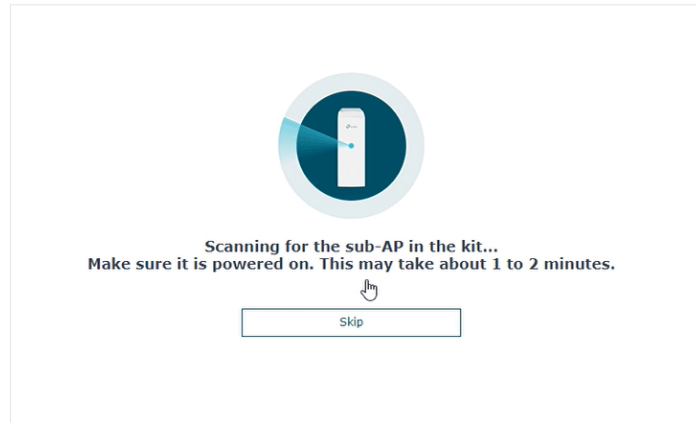 Scanning for the sub-AP in the kit...
Make sure it is powered on. This may take about 1 to 2 minutes.
Skip